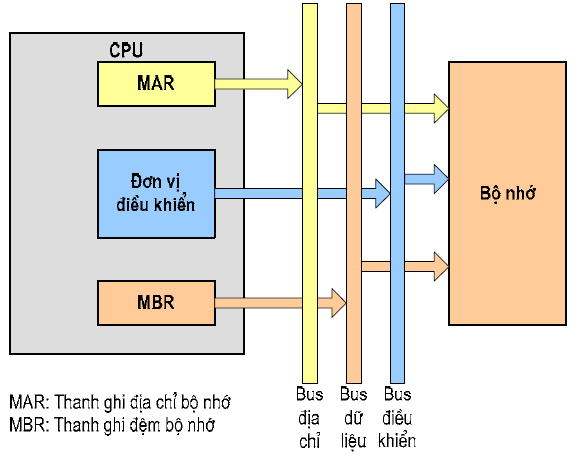 CPU
MAR
Đơn vị
điều khiển
MBR
Bộ nhớ
Bus
địa
chỉ
Bus
dữ
liệu
Bus
điều
khiển
MAR: Thanh ghi địa chỉ bộ nhớ
MBR: Thanh ghi đệm bộ nhớ